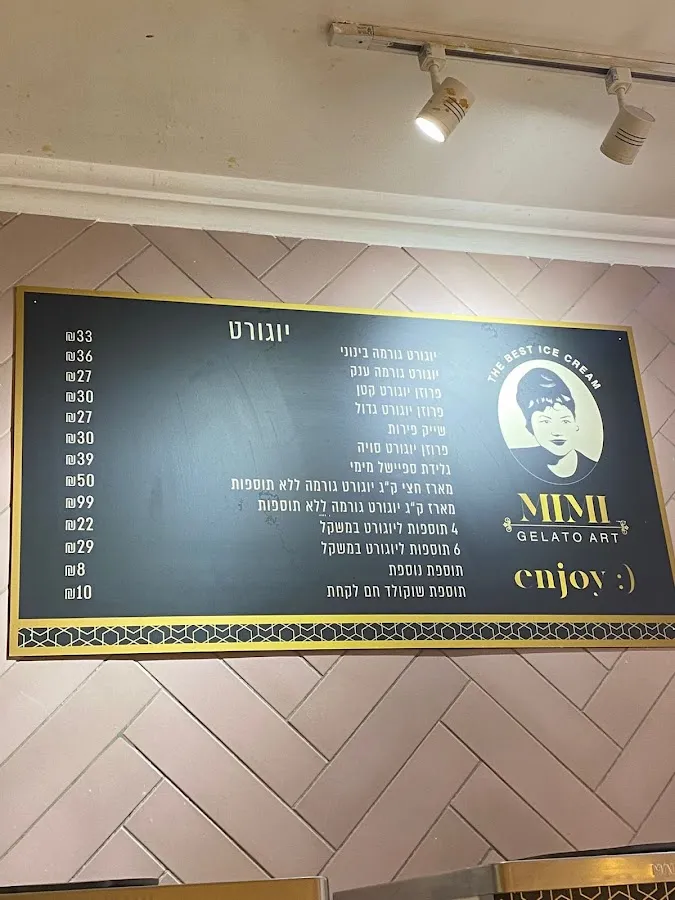 יוגורט
יוגורט גורמה בינוני ₪33
יוגורט גורמה ענק ₪36
פרוזן יוגורט קטן ₪27
פרוזן יוגורט גדול ₪30
שייק פירות ₪27
פרוזן יוגורט סויה ₪30
גלידת ספיישל מימי ₪39
מארז חצי ק"ג יוגורט גורמה ללא תוספות ₪50
מארז ק"ג יוגורט גורמה ללא תוספות ₪99
4 תוספות ליוגורט במשקל ₪22
6 תוספות ליוגורט במשקל ₪29
תוספת נוספת ₪8
תוספת שוקולד חם לקחת ₪10
THE BEST ICE CREAM
MIMI
GELATO ART
enjoy :)